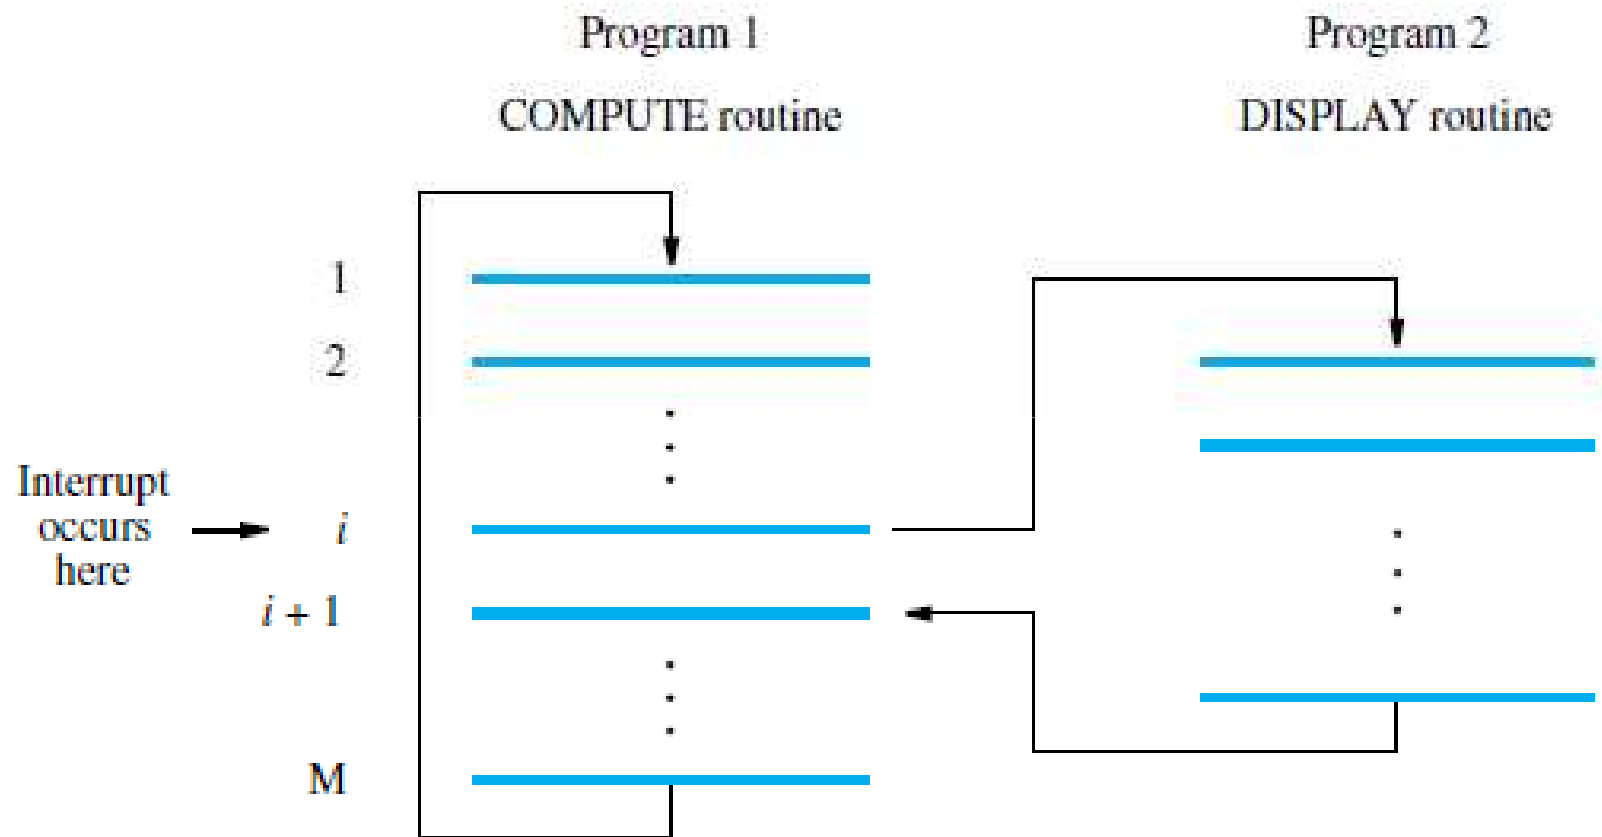 Program 1
Program 2
COMPUTE routine
DISPLAY routine
1
2
Interrupt
occurs
here
i
i + 1
M